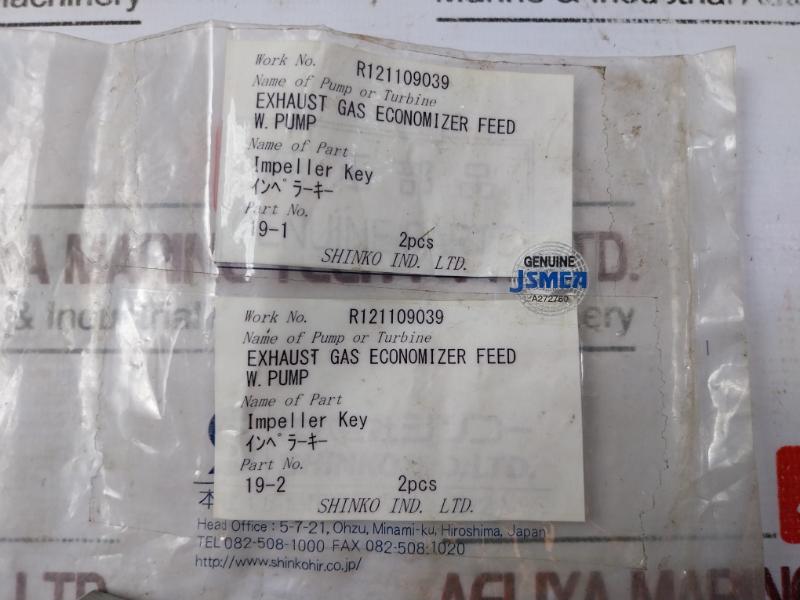 Work No. R121109039
Name of Pump or Turbine
EXHAUST GAS ECONOMIZER FEED
W. PUMP
Name of Part
Impeller Key
ｲﾝﾍﾟﾗｰｷｰ
Part No.
19-1 2pcs
SHINKO IND. LTD.
GENUINE
JSMEA
A272760
Work No. R121109039
Name of Pump or Turbine
EXHAUST GAS ECONOMIZER FEED
W. PUMP
Name of Part
Impeller Key
ｲﾝﾍﾟﾗｰｷｰ
Part No.
19-2 2pcs
SHINKO IND. LTD.
本
Head Office : 5-7-21, Ohzu, Minami-ku, Hiroshima, Japan
TEL 082-508-1000 FAX 082-508-1020
http://www.shinkohir.co.jp/